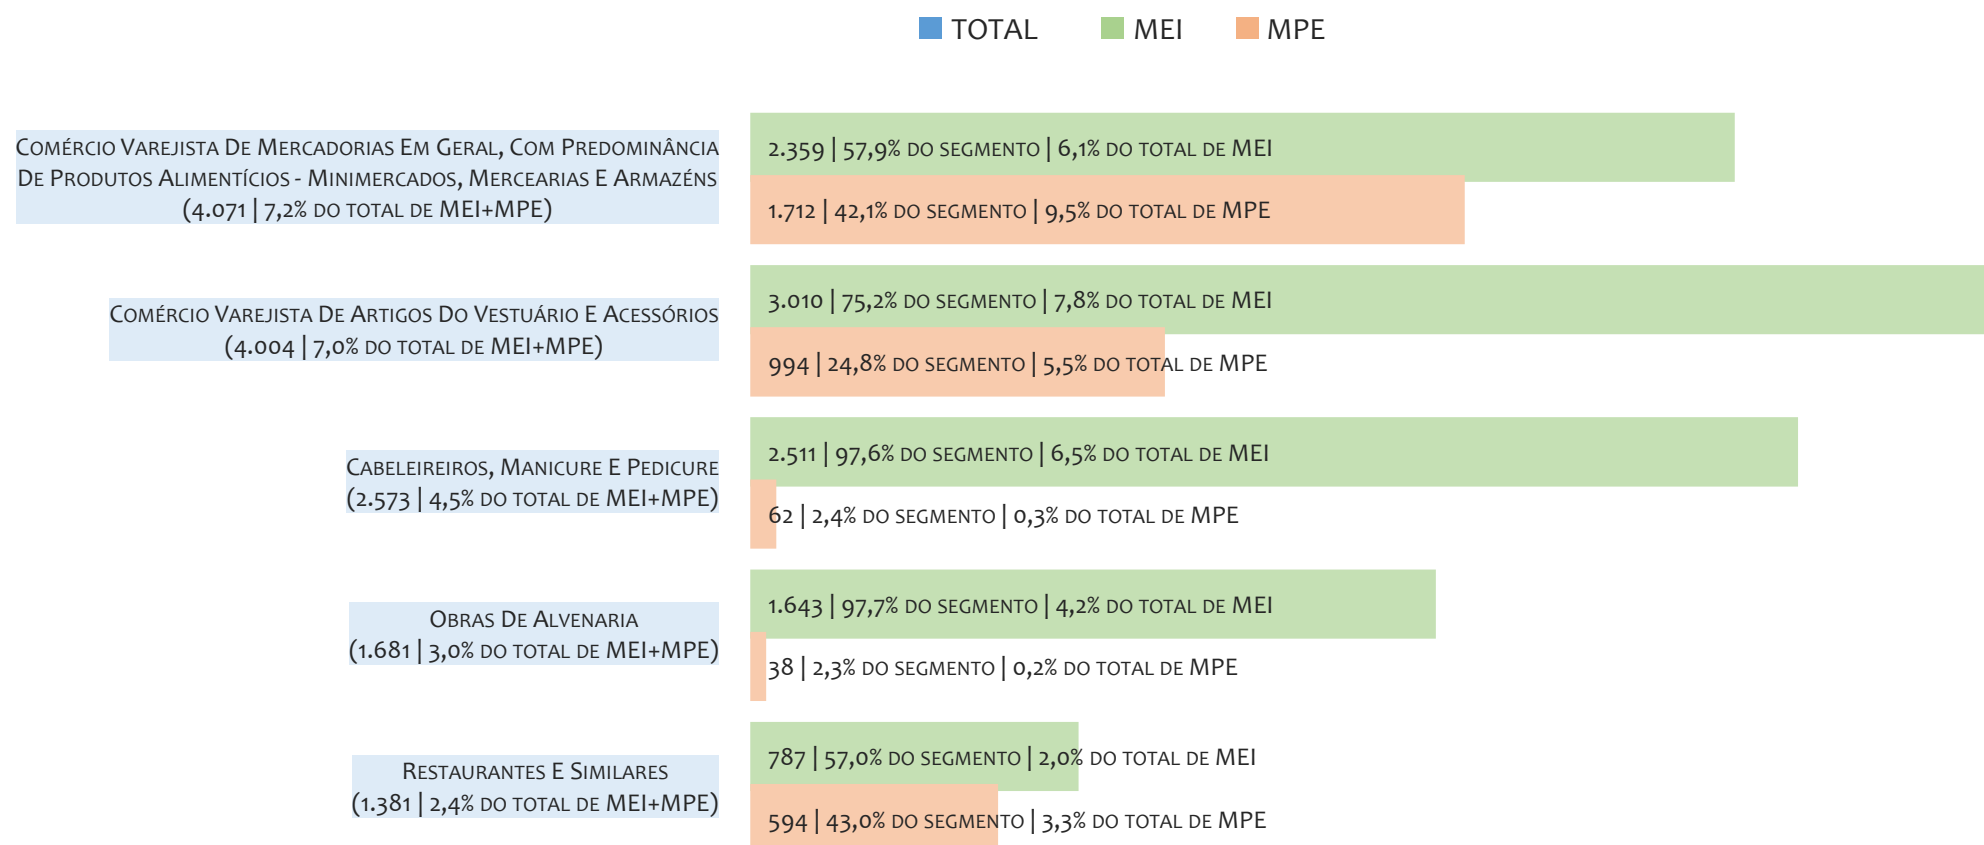 TOTAL MEI MPE
Comércio Varejista De Mercadorias Em Geral, Com Predominância
De Produtos Alimentícios - Minimercados, Mercearias E Armazéns
(4.071 | 7,2% do total de MEI+MPE)
2.359 | 57,9% do segmento | 6,1% do total de MEI
1.712 | 42,1% do segmento | 9,5% do total de MPE
Comércio Varejista De Artigos Do Vestuário E Acessórios
(4.004 | 7,0% do total de MEI+MPE)
3.010 | 75,2% do segmento | 7,8% do total de MEI
994 | 24,8% do segmento | 5,5% do total de MPE
Cabeleireiros, Manicure E Pedicure
(2.573 | 4,5% do total de MEI+MPE)
2.511 | 97,6% do segmento | 6,5% do total de MEI
62 | 2,4% do segmento | 0,3% do total de MPE
Obras De Alvenaria
(1.681 | 3,0% do total de MEI+MPE)
1.643 | 97,7% do segmento | 4,2% do total de MEI
38 | 2,3% do segmento | 0,2% do total de MPE
Restaurantes E Similares
(1.381 | 2,4% do total de MEI+MPE)
787 | 57,0% do segmento | 2,0% do total de MEI
594 | 43,0% do segmento | 3,3% do total de MPE